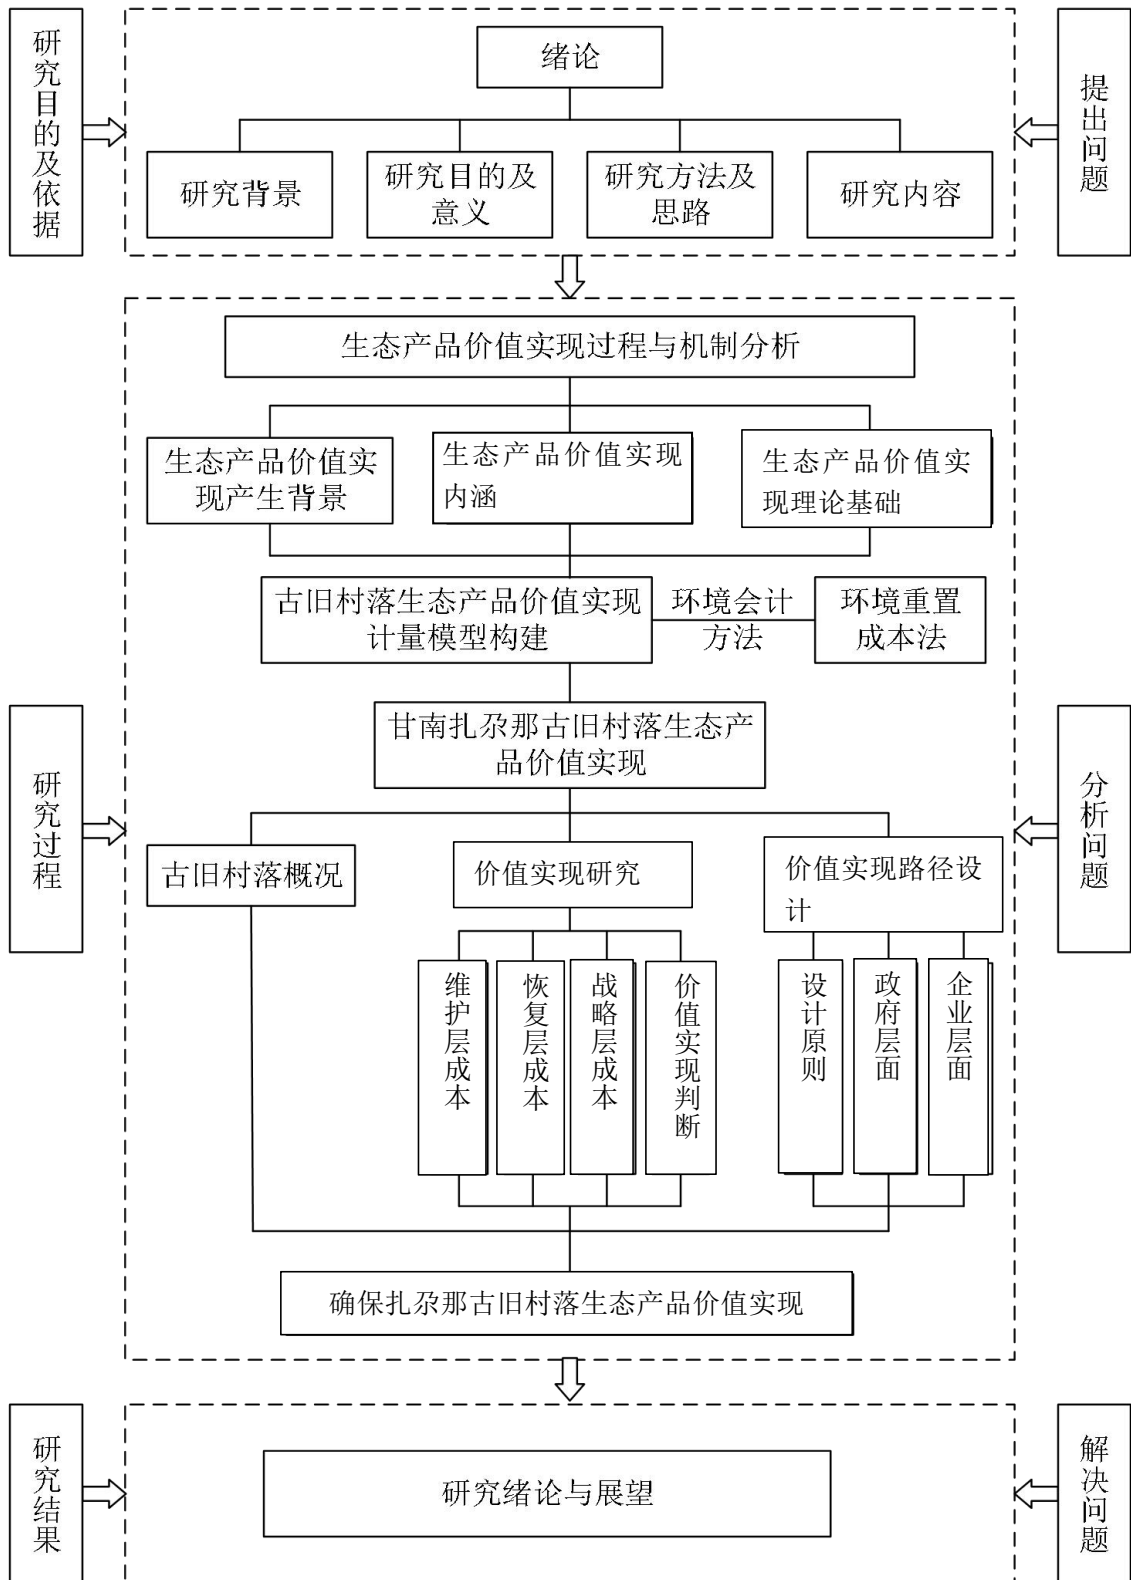 研究目的及依据
绪论
提出问题
研究背景
研究目的及
意义
研究方法及
思路
研究内容
生态产品价值实现过程与机制分析
生态产品价值实
现产生背景
生态产品价值实现
内涵
生态产品价值实
现理论基础
古旧村落生态产品价值实现
计量模型构建
环境会计
方法
环境重置
成本法
甘南扎尕那古旧村落生态产
品价值实现
研究过程
分析问题
古旧村落概况
价值实现研究
价值实现路径设
计
维护层成本
恢复层成本
战略层成本
价值实现判断
设计原则
政府层面
企业层面
确保扎尕那古旧村落生态产品价值实现
研究结果
研究绪论与展望
解决问题